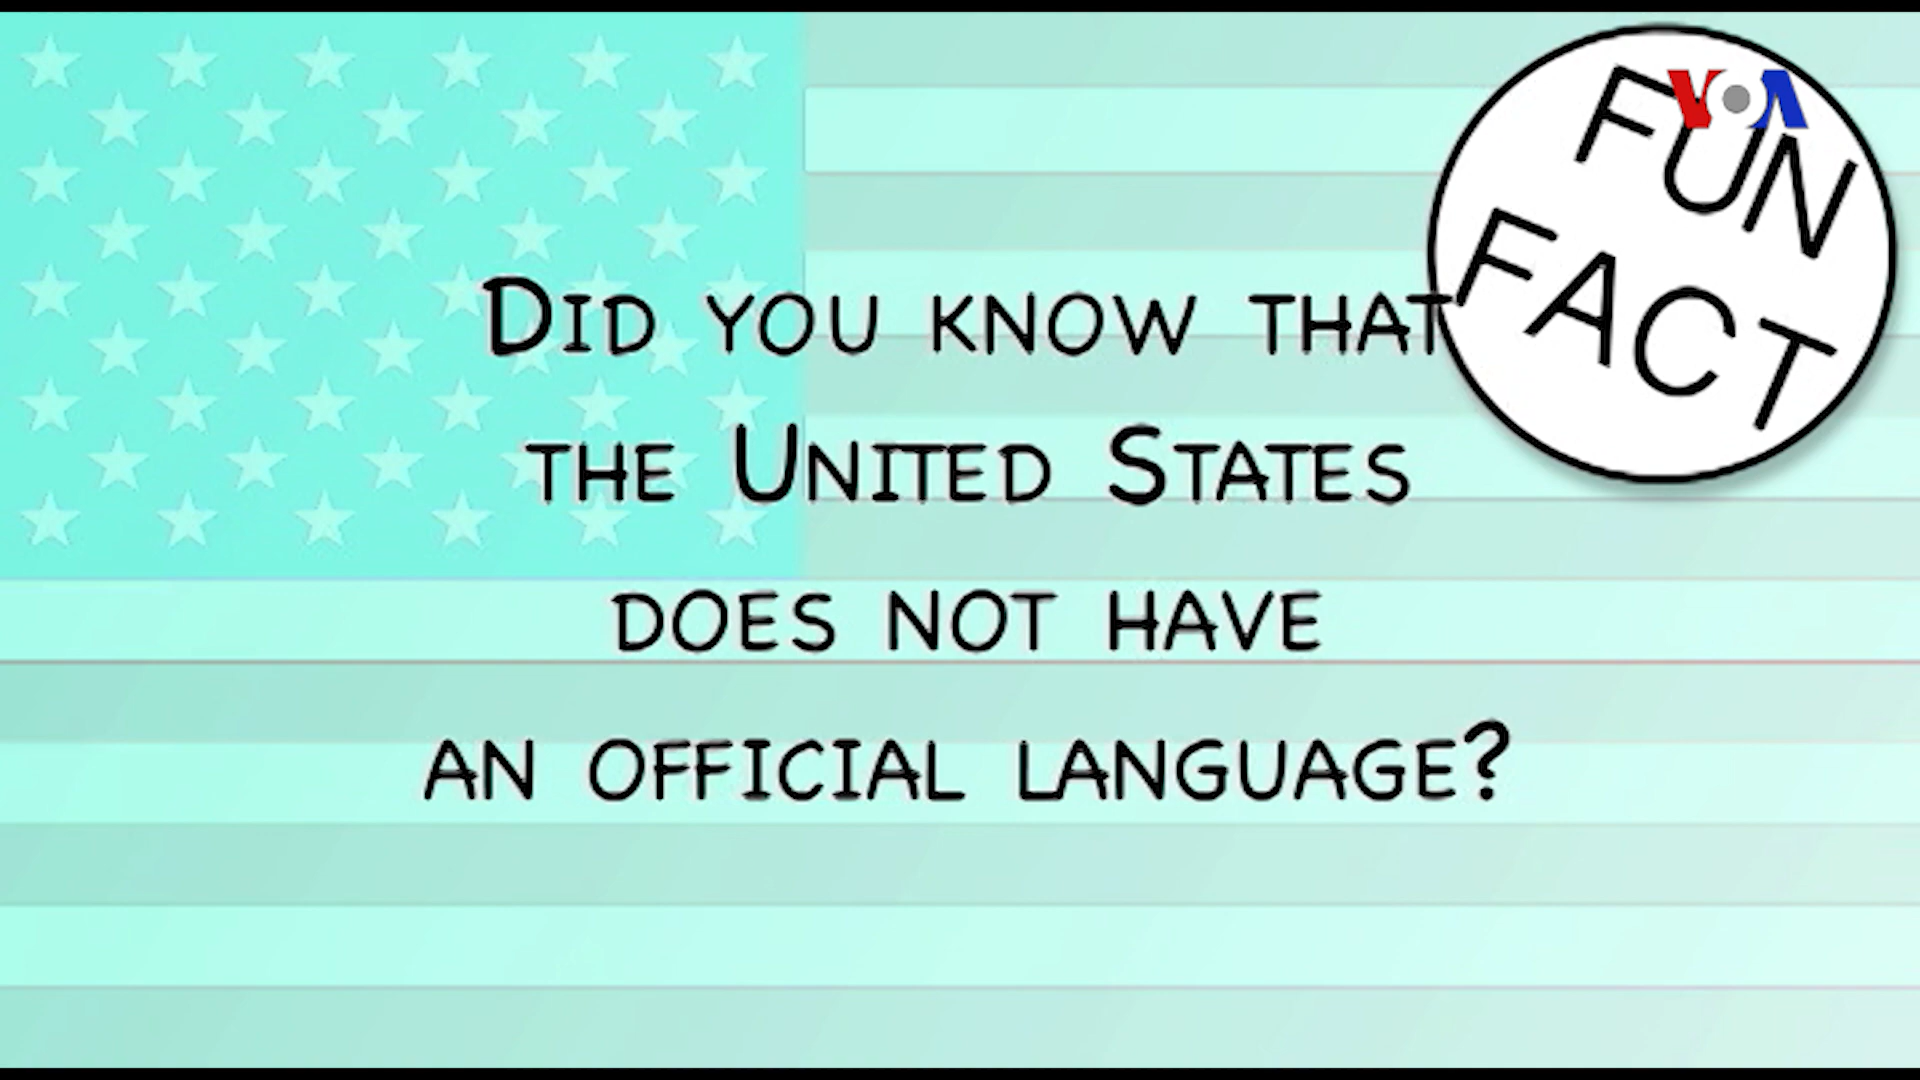 VOA
FUN
FACT
DID YOU KNOW THAT
THE UNITED STATES
DOES NOT HAVE
AN OFFICIAL LANGUAGE?